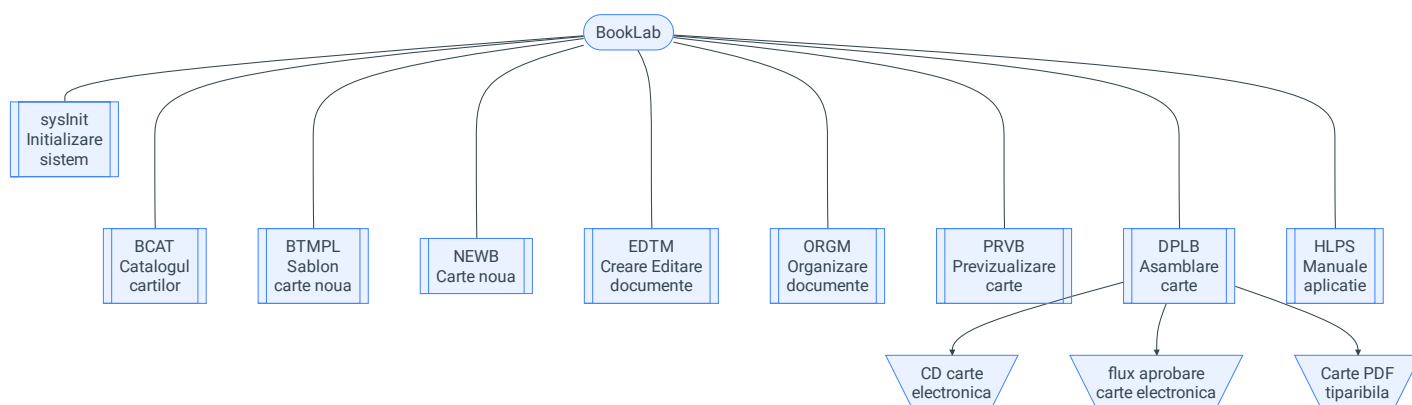 BookLab
sysInit
Initializare
sistem
BCAT
Catalogul
cartilor
BTMPL
Sablon
carte noua
NEWB
Carte noua
EDTM
Creare Editare
documente
ORGM
Organizare
documente
PRVB
Previzualizare
carte
DPLB
Asamblare
carte
HLPS
Manuale
aplicatie
CD carte
electronica
flux aprobare
carte electronica
Carte PDF
tiparibila